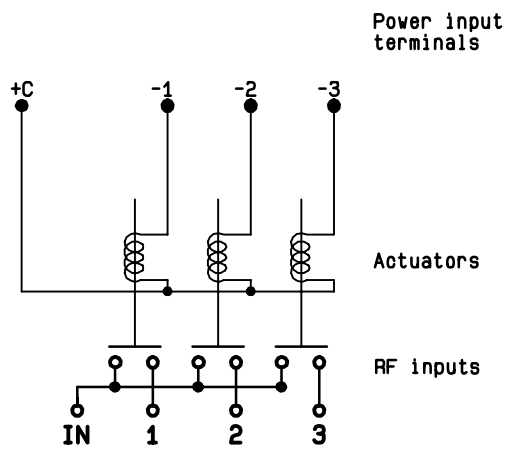 Power input
terminals
+C -1 -2 -3
Actuators
RF inputs
IN 1 2 3